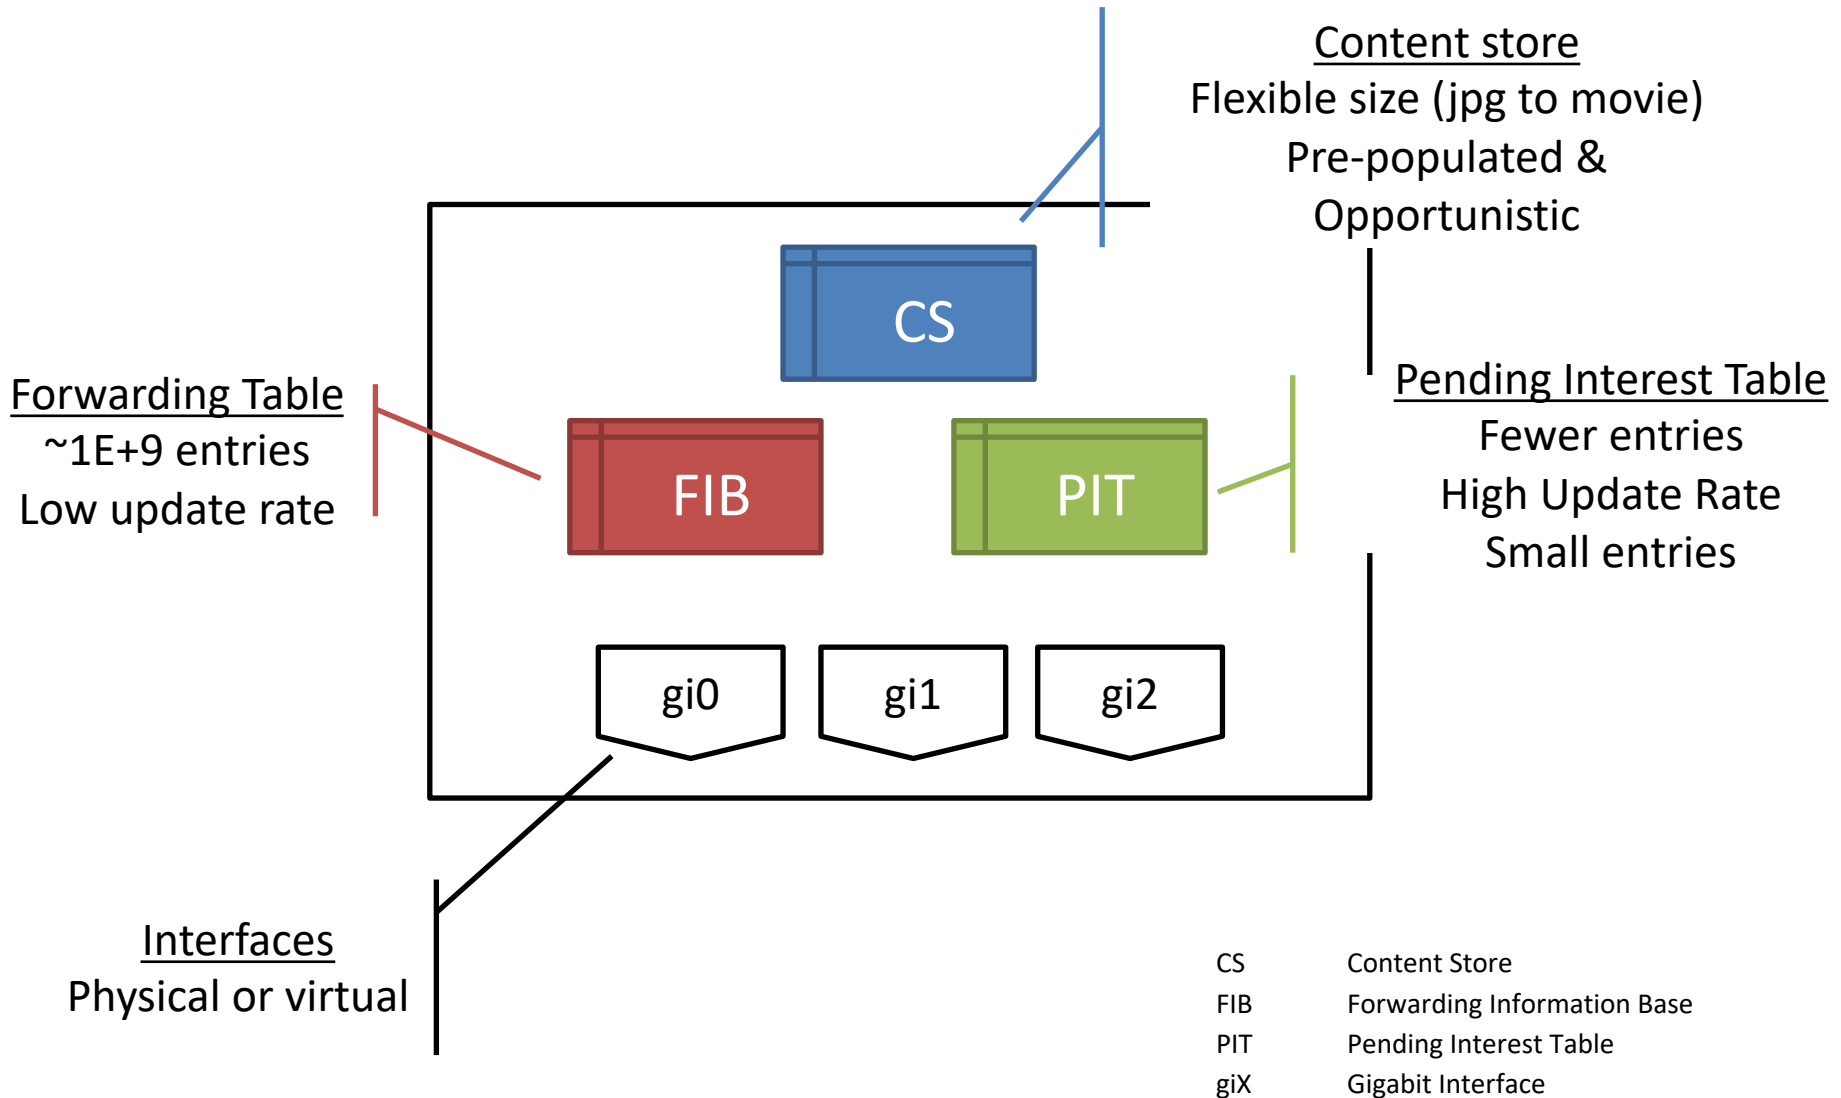 Content store
Flexible size (jpg to movie)
Pre-populated &
Opportunistic
CS
Forwarding Table
~1E+9 entries
Low update rate
FIB
PIT
Pending Interest Table
Fewer entries
High Update Rate
Small entries
gi0
gi1
gi2
Interfaces
Physical or virtual
CS Content Store
FIB Forwarding Information Base
PIT Pending Interest Table
giX Gigabit Interface